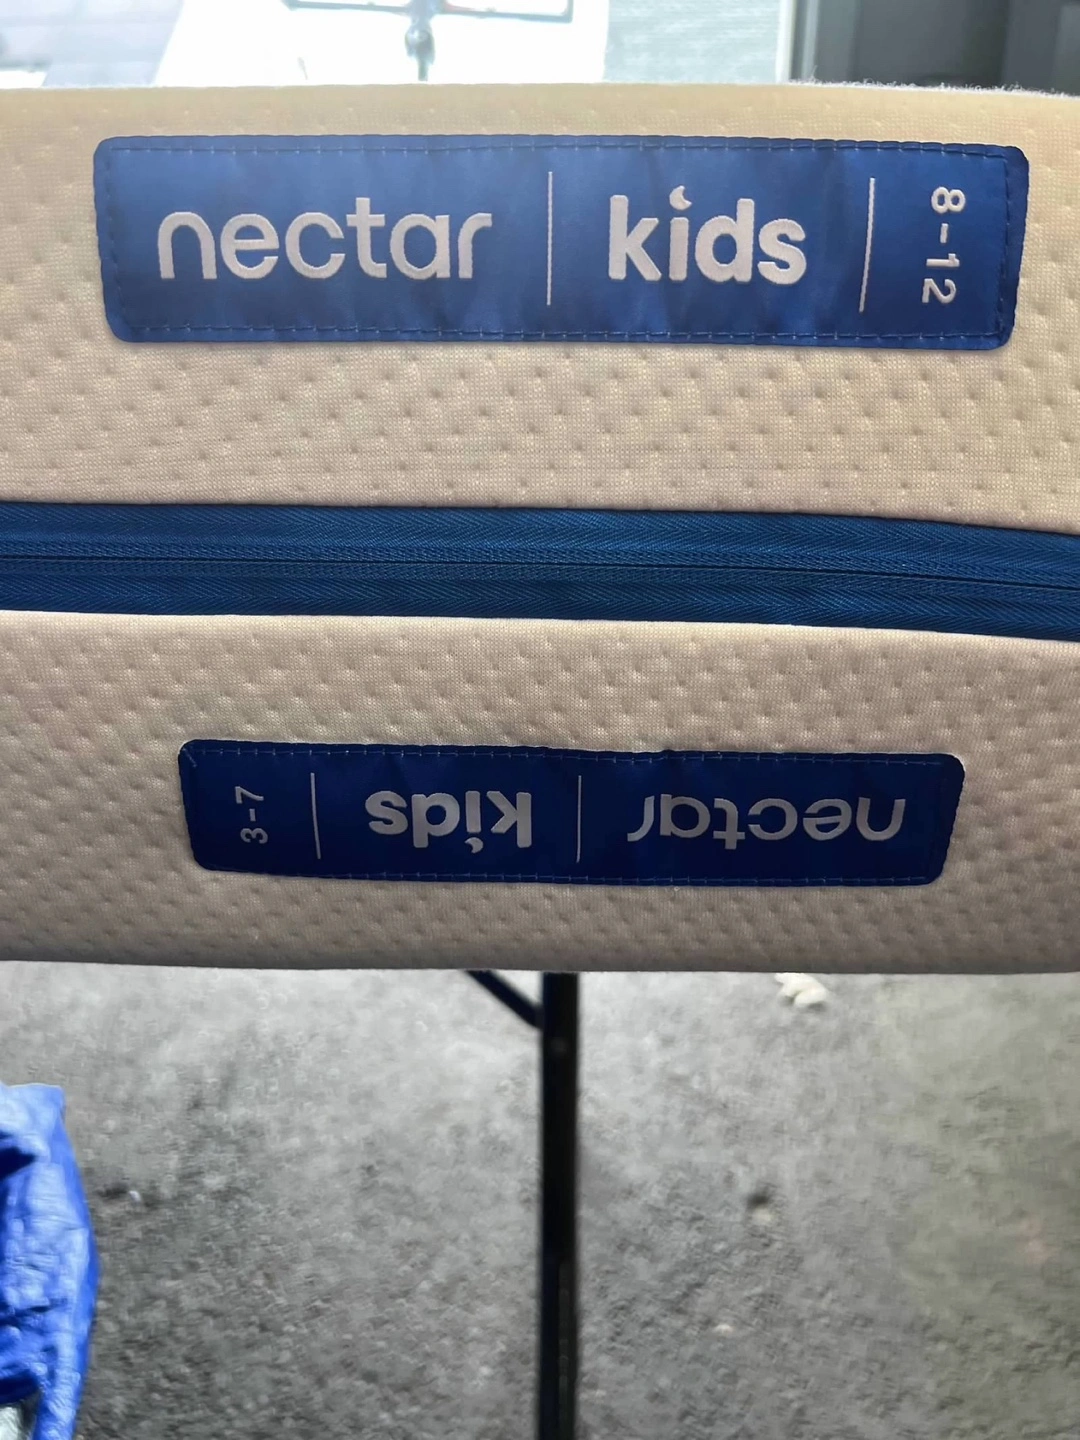 nectar | kids | 8-12
nectar | kids | 3-7